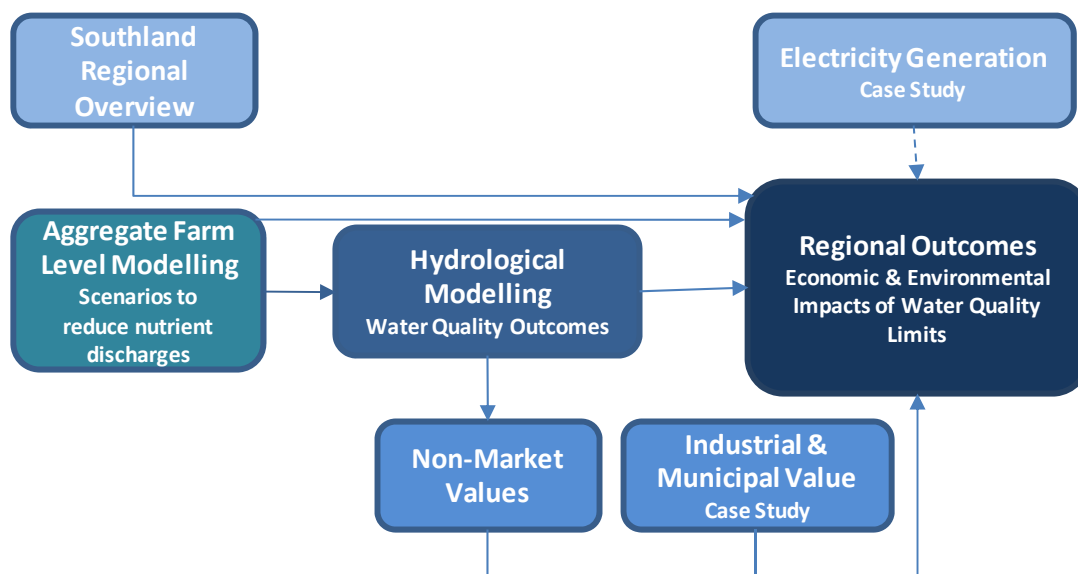 Southland
Regional
Overview
Electricity Generation
Case Study
Aggregate Farm
Level Modelling
Scenarios to
reduce nutrient
discharges
Hydrological
Modelling
Water Quality Outcomes
Regional Outcomes
Economic & Environmental
Impacts of Water Quality
Limits
Non-Market
Values
Industrial &
Municipal Value
Case Study